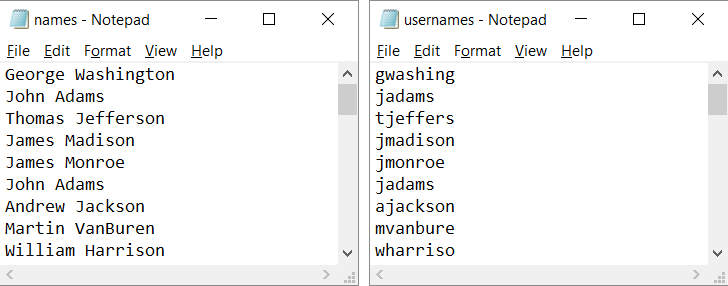 names - Notepad
File Edit Format View Help
George Washington
John Adams
Thomas Jefferson
James Madison
James Monroe
John Adams
Andrew Jackson
Martin VanBuren
William Harrison
usernames - Notepad
File Edit Format View Help
gwashing
jadams
tjeffers
jmadison
jmonroe
jadams
ajackson
mvanbure
wharriso